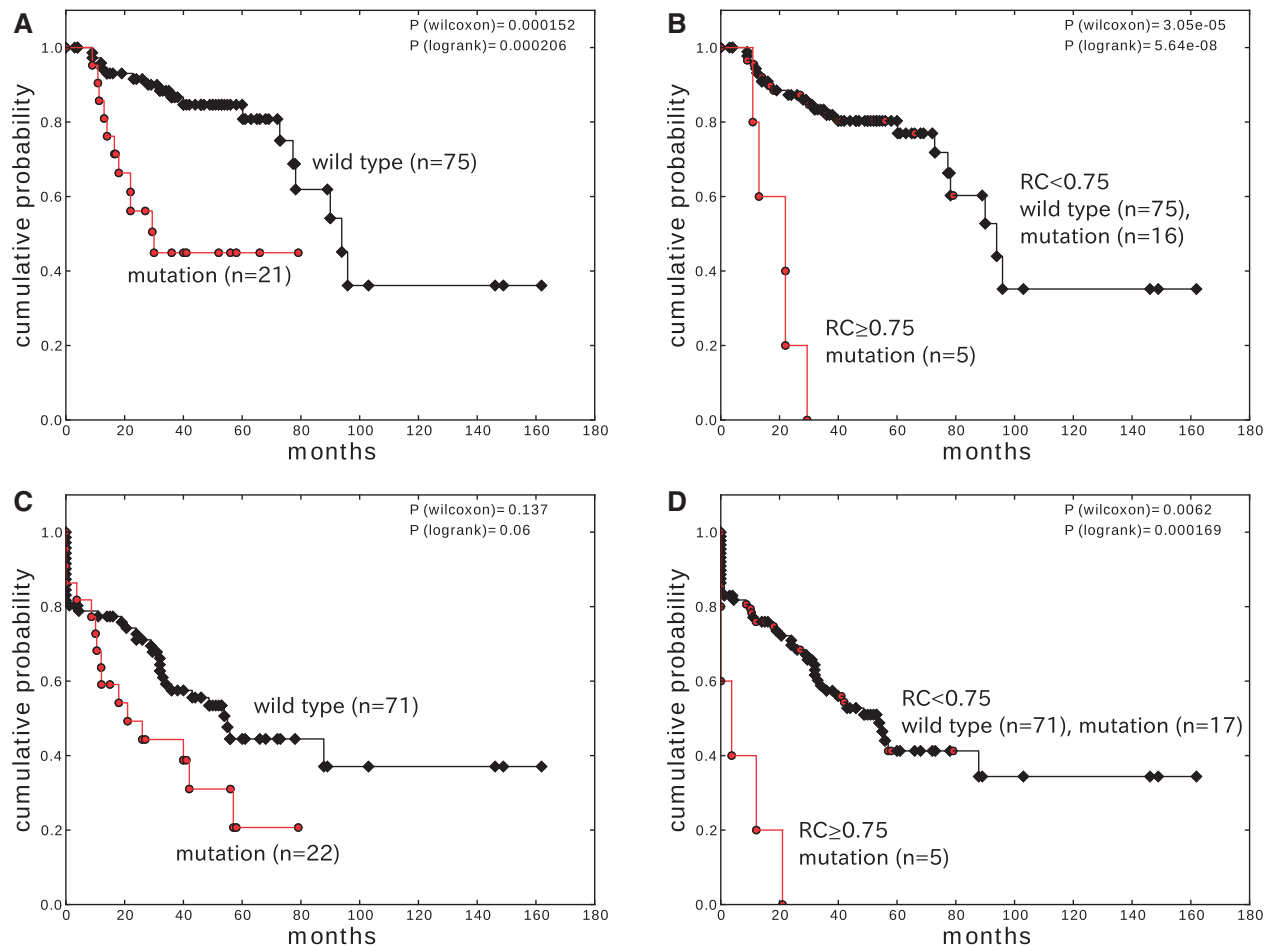 A
P (wilcoxon)= 0.000152
P (logrank)= 0.000206
cumulative probability
1.0
0.8
0.6
0.4
0.2
0.0
wild type (n=75)
mutation (n=21)
0 20 40 60 80 100 120 140 160 180
months
B
P (wilcoxon)= 3.05e-05
P (logrank)= 5.64e-08
cumulative probability
1.0
0.8
0.6
0.4
0.2
0.0
RC<0.75
wild type (n=75),
mutation (n=16)
RC≥0.75
mutation (n=5)
0 20 40 60 80 100 120 140 160 180
months
C
P (wilcoxon)= 0.137
P (logrank)= 0.06
cumulative probability
1.0
0.8
0.6
0.4
0.2
0.0
wild type (n=71)
mutation (n=22)
0 20 40 60 80 100 120 140 160 180
months
D
P (wilcoxon)= 0.0062
P (logrank)= 0.000169
cumulative probability
1.0
0.8
0.6
0.4
0.2
0.0
RC<0.75
wild type (n=71), mutation (n=17)
RC≥0.75
mutation (n=5)
0 20 40 60 80 100 120 140 160 180
months